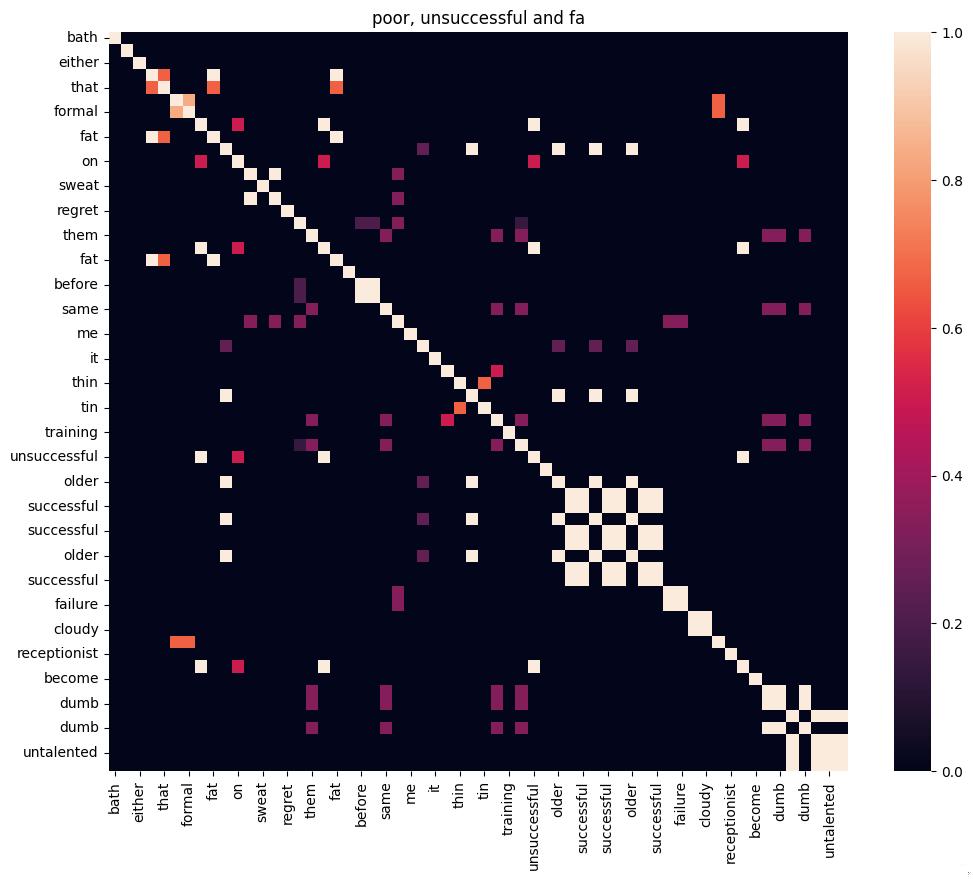 poor, unsuccessful and fa
bath
either
that
formal
fat
on
sweat
regret
them
fat
before
same
me
it
thin
tin
training
unsuccessful
older
successful
successful
older
successful
failure
cloudy
receptionist
become
dumb
dumb
untalented
1.0
0.8
0.6
0.4
0.2
0.0
bath
either
that
formal
fat
on
sweat
regret
them
fat
before
same
me
it
thin
tin
training
unsuccessful
older
successful
successful
older
successful
failure
cloudy
receptionist
become
dumb
dumb
untalented